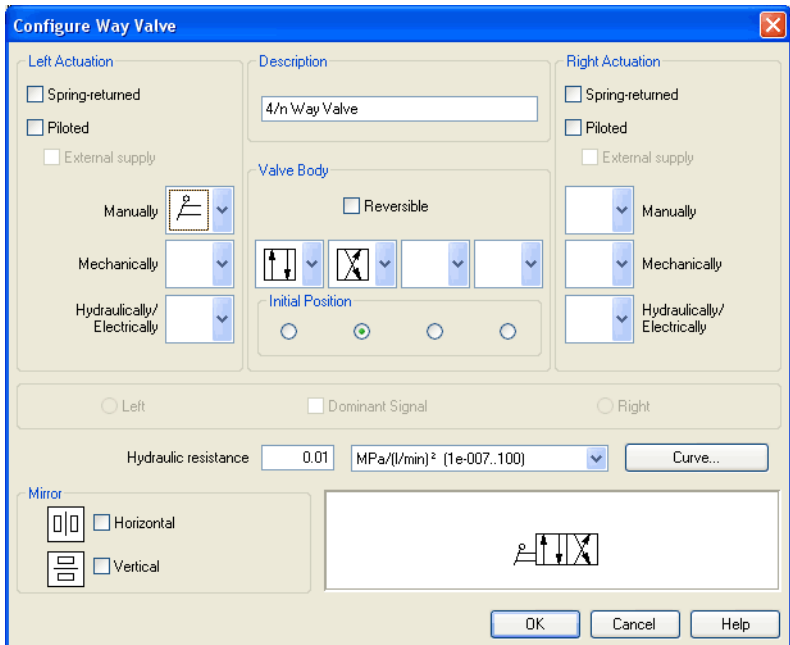 Configure Way Valve
Left Actuation
Spring-returned
Piloted
External supply
Manually
Mechanically
Hydraulically/
Electrically
Description
4/n Way Valve
Valve Body
Reversible
Initial Position
Right Actuation
Spring-returned
Piloted
External supply
Manually
Mechanically
Hydraulically/
Electrically
Left
Dominant Signal
Right
Hydraulic resistance 0.01 MPa/(l/min)² (1e-007..100) Curve...
Mirror
Horizontal
Vertical
OK Cancel Help